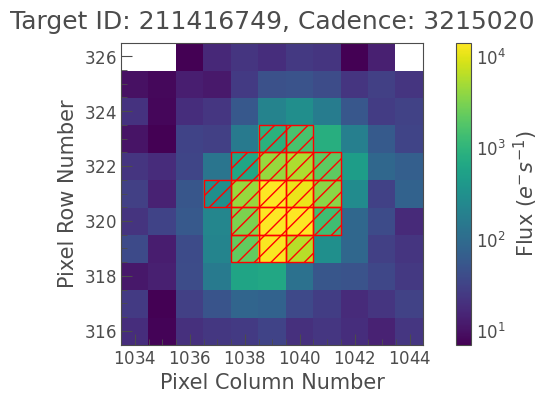 Target ID: 211416749, Cadence: 3215020
326
324
322
320
318
316
Pixel Row Number
1034 1036 1038 1040 1042 1044
Pixel Column Number
10⁴
10³
10²
10¹
Flux (e⁻s⁻¹)